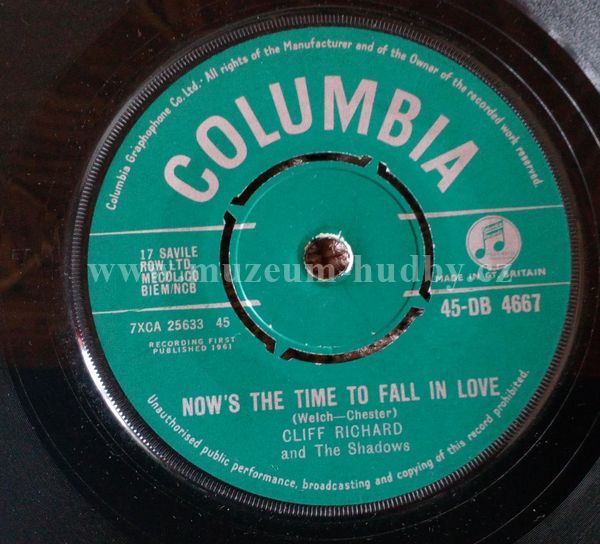 Columbia Graphophone Co. Ltd. · All rights of the Manufacturer and of the Owner of the recorded work reserved.
COLUMBIA
17 SAVILE
ROW LTD.
MECOLICO
BIEM/NCB
MADE IN GT. BRITAIN
www.muzeum-hudby.cz
7XCA 25633 45
45-DB 4667
RECORDING FIRST
PUBLISHED 1961
NOW'S THE TIME TO FALL IN LOVE
(Welch—Chester)
CLIFF RICHARD
and The Shadows
Unauthorised public performance, broadcasting and copying of this record prohibited.